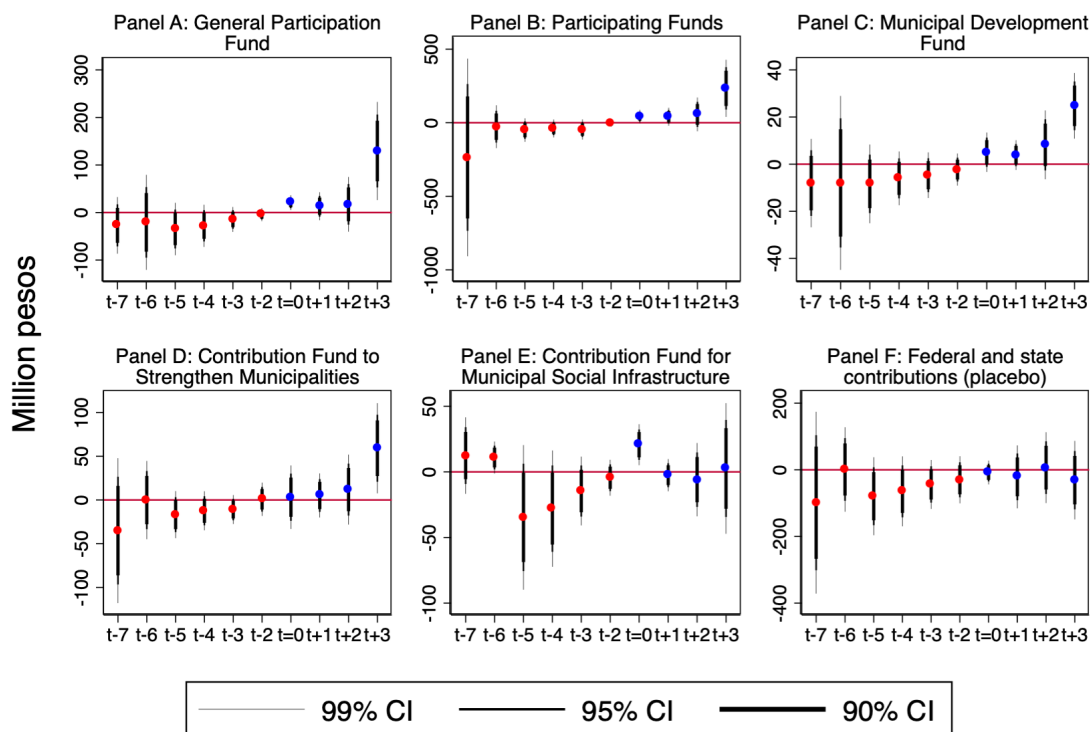 Panel A: General Participation
Fund
Panel B: Participating Funds
Panel C: Municipal Development
Fund
Million pesos
300
200
100
0
-100
t-7 t-6 t-5 t-4 t-3 t-2 t=0 t+1 t+2 t+3
500
0
-500
-1000
t-7 t-6 t-5 t-4 t-3 t-2 t=0 t+1 t+2 t+3
40
20
0
-20
-40
t-7 t-6 t-5 t-4 t-3 t-2 t=0 t+1 t+2 t+3
Panel D: Contribution Fund to
Strengthen Municipalities
100
50
0
-50
-100
t-7 t-6 t-5 t-4 t-3 t-2 t=0 t+1 t+2 t+3
Panel E: Contribution Fund for
Municipal Social Infrastructure
50
0
-50
-100
t-7 t-6 t-5 t-4 t-3 t-2 t=0 t+1 t+2 t+3
Panel F: Federal and state
contributions (placebo)
200
0
-200
-400
t-7 t-6 t-5 t-4 t-3 t-2 t=0 t+1 t+2 t+3
99% CI 95% CI 90% CI